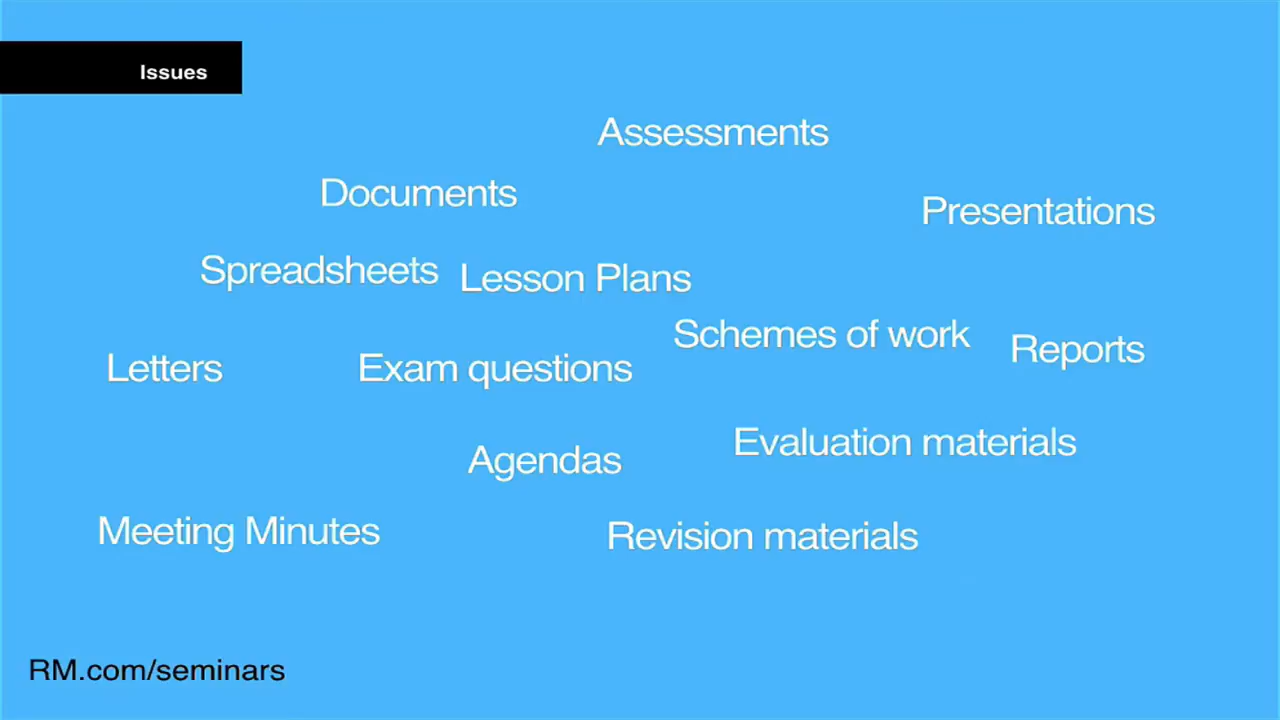 Issues
Assessments
Documents
Presentations
Spreadsheets
Lesson Plans
Schemes of work
Reports
Letters
Exam questions
Evaluation materials
Agendas
Meeting Minutes
Revision materials
RM.com/seminars